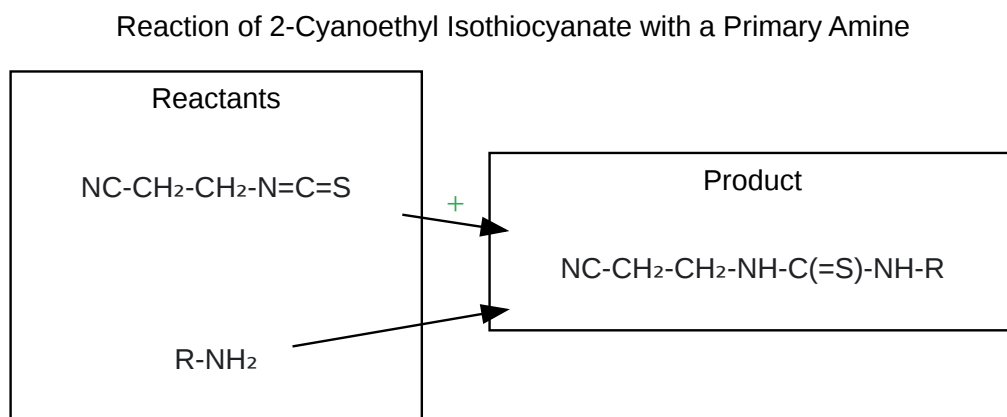 Reaction of 2-Cyanoethyl Isothiocyanate with a Primary Amine
Reactants
NC-CH₂-CH₂-N=C=S
R-NH₂
+
Product
NC-CH₂-CH₂-NH-C(=S)-NH-R